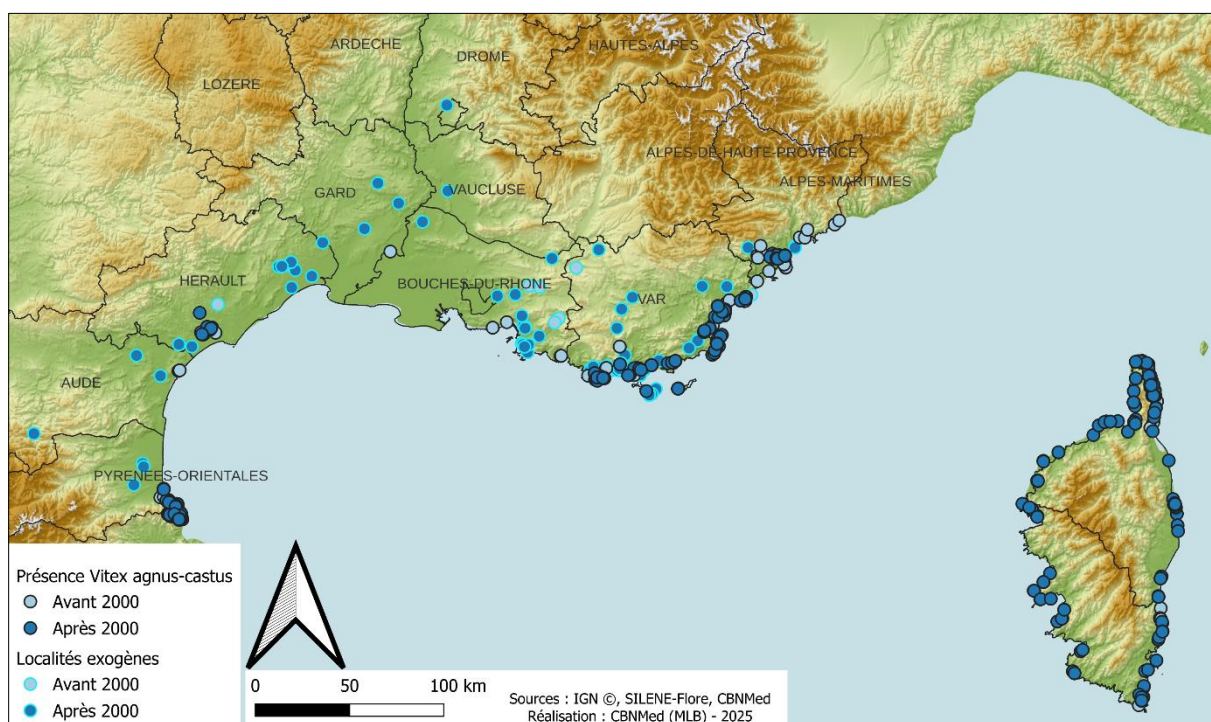 ARDECHE
DROME
HAUTES-ALPES
LOZERE
ALPES-DE-HAUTE-PROVENCE
ALPES-MARITIMES
GARD
VAUCLUSE
HERAULT
BOUCHES-DU-RHONE
VAR
AUDE
PYRENEES-ORIENTALES
Présence Vitex agnus-castus
Avant 2000
Après 2000
Localités exogènes
Avant 2000
Après 2000
0 50 100 km
Sources : IGN ©, SILENE-Flore, CBNMed
Réalisation : CBNMed (MLB) - 2025